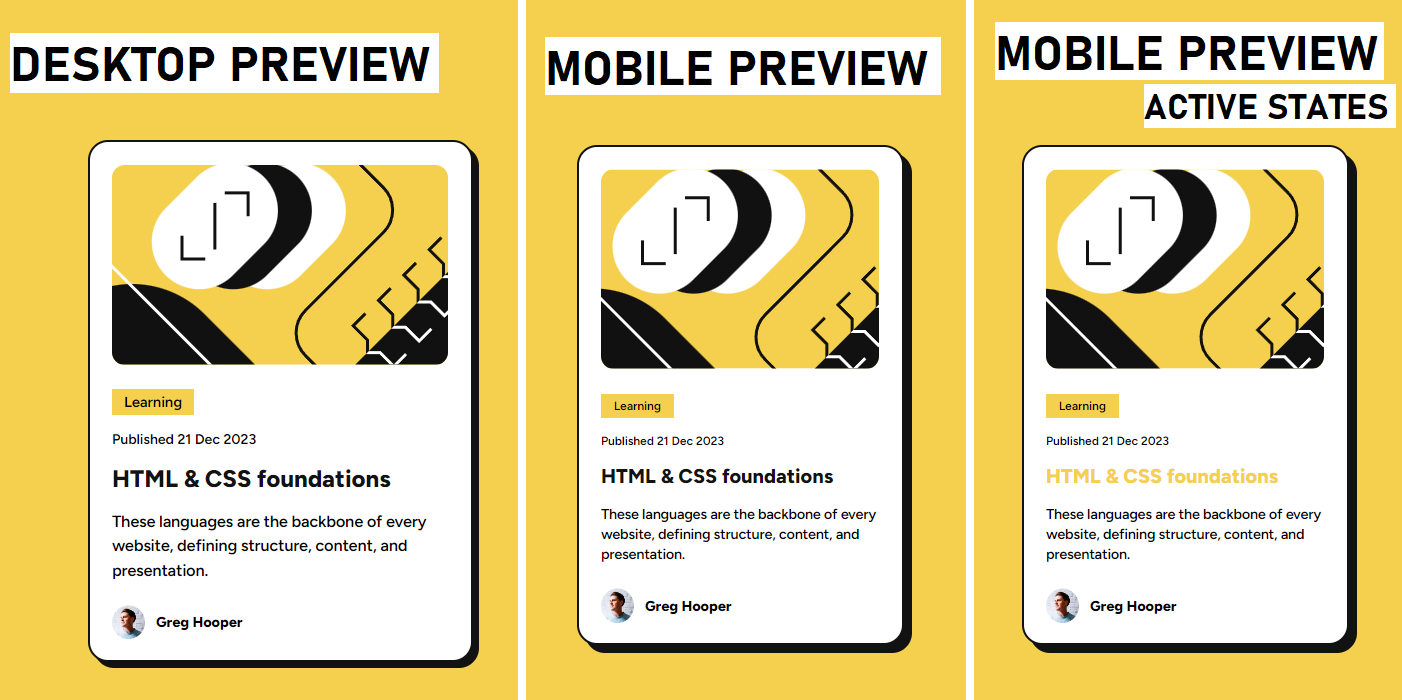 DESKTOP PREVIEW
Learning
Published 21 Dec 2023
HTML & CSS foundations
These languages are the backbone of every
website, defining structure, content, and
presentation.
Greg Hooper
MOBILE PREVIEW
Learning
Published 21 Dec 2023
HTML & CSS foundations
These languages are the backbone of every
website, defining structure, content, and
presentation.
Greg Hooper
MOBILE PREVIEW
ACTIVE STATES
Learning
Published 21 Dec 2023
HTML & CSS foundations
These languages are the backbone of every
website, defining structure, content, and
presentation.
Greg Hooper